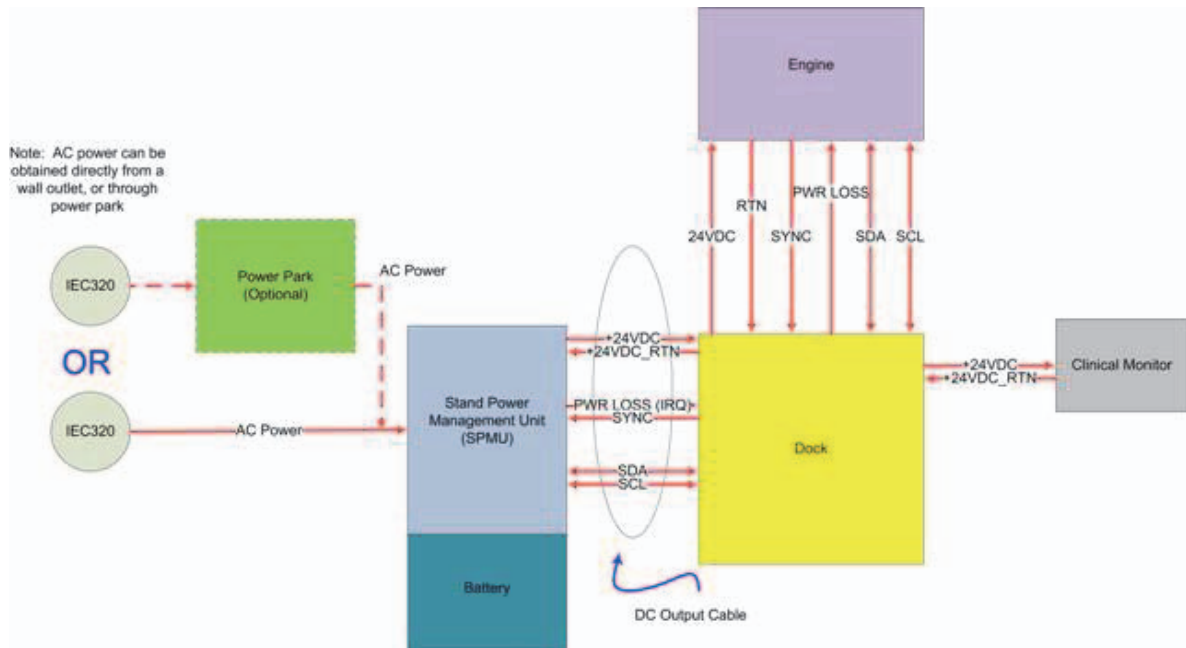 Engine
Note: AC power can be
obtained directly from a
wall outlet, or through
power park
PWR LOSS
RTN
24VDC
SYNC
SDA
SCL
IEC320
Power Park
(Optional)
AC Power
OR
+24VDC
+24VDC_RTN
+24VDC
+24VDC_RTN
Clinical Monitor
IEC320
AC Power
Stand Power
Management Unit
(SPMU)
PWR LOSS (IRQ)
SYNC
Dock
SDA
SCL
Battery
DC Output Cable